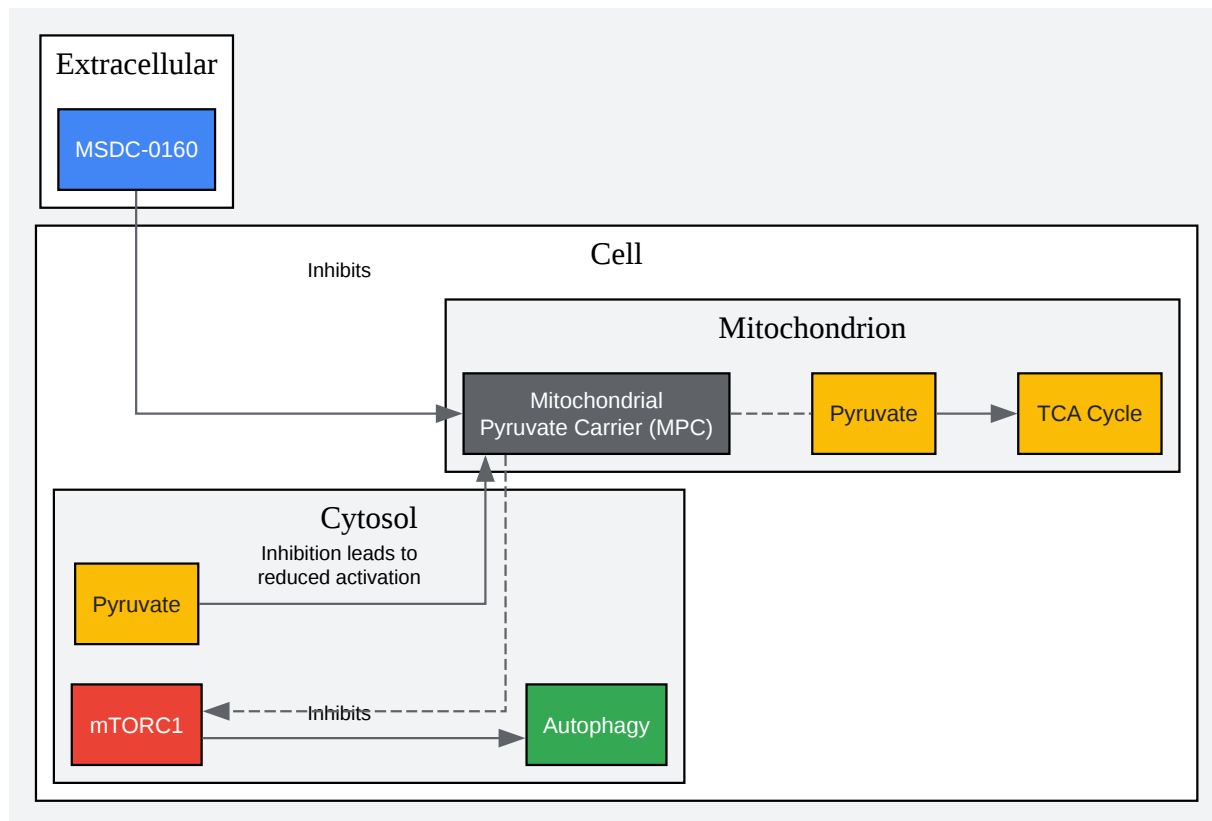 Extracellular
MSDC-0160
Cell
Inhibits
Mitochondrion
Mitochondrial
Pyruvate Carrier (MPC)
Pyruvate
TCA Cycle
Cytosol
Inhibition leads to
reduced activation
Pyruvate
mTORC1
Inhibits
Autophagy